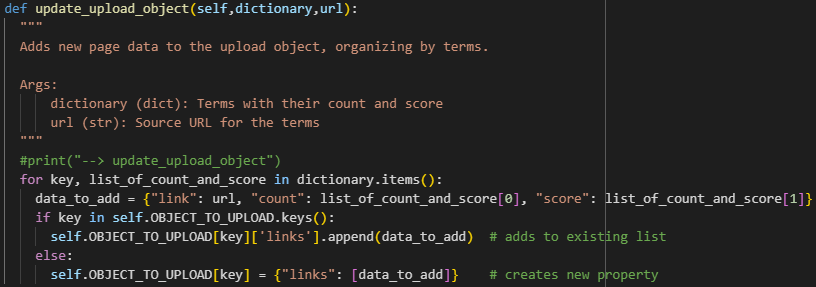 def update_upload_object(self,dictionary,url):
"""
Adds new page data to the upload object, organizing by terms.
Args:
dictionary (dict): Terms with their count and score
url (str): Source URL for the terms
"""
#print("--> update_upload_object")
for key, list_of_count_and_score in dictionary.items():
data_to_add = {"link": url, "count": list_of_count_and_score[0], "score": list_of_count_and_score[1]}
if key in self.OBJECT_TO_UPLOAD.keys():
self.OBJECT_TO_UPLOAD[key]['links'].append(data_to_add)  # adds to existing list
else:
self.OBJECT_TO_UPLOAD[key] = {"links": [data_to_add]}    # creates new property